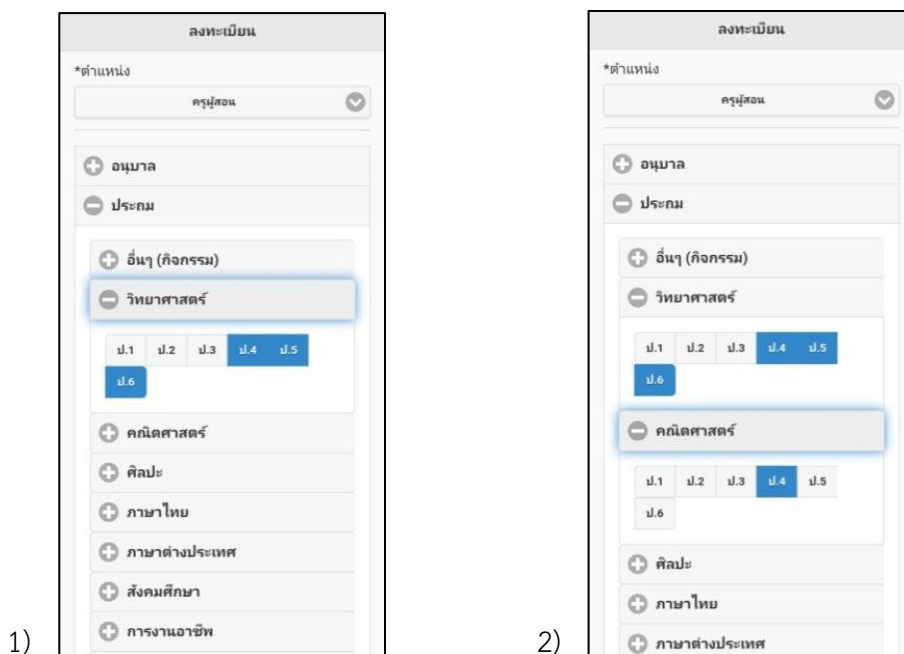 ลงทะเบียน
*ตำแหน่ง
ครูผู้สอน
อนุบาล
ประถม
อื่นๆ (กิจกรรม)
วิทยาศาสตร์
ป.1 ป.2 ป.3 ป.4 ป.5
ป.6
คณิตศาสตร์
ศิลปะ
ภาษาไทย
ภาษาต่างประเทศ
สังคมศึกษา
การงานอาชีพ
1)
ลงทะเบียน
*ตำแหน่ง
ครูผู้สอน
อนุบาล
ประถม
อื่นๆ (กิจกรรม)
วิทยาศาสตร์
ป.1 ป.2 ป.3 ป.4 ป.5
ป.6
คณิตศาสตร์
ป.1 ป.2 ป.3 ป.4 ป.5
ป.6
ศิลปะ
ภาษาไทย
ภาษาต่างประเทศ
2)